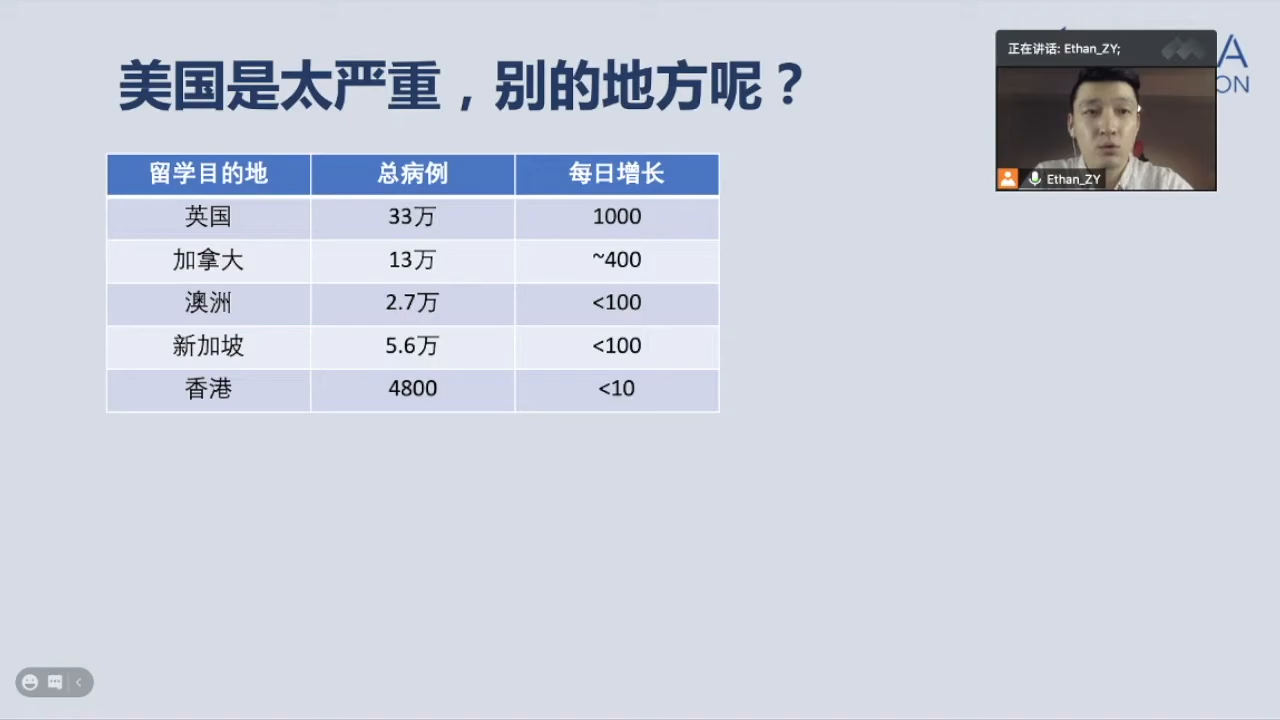 美国是太严重，别的地方呢？
正在讲话: Ethan_ZY;
A
ON
Ethan_ZY
留学目的地 总病例 每日增长
英国 33万 1000
加拿大 13万 ~400
澳洲 2.7万 <100
新加坡 5.6万 <100
香港 4800 <10